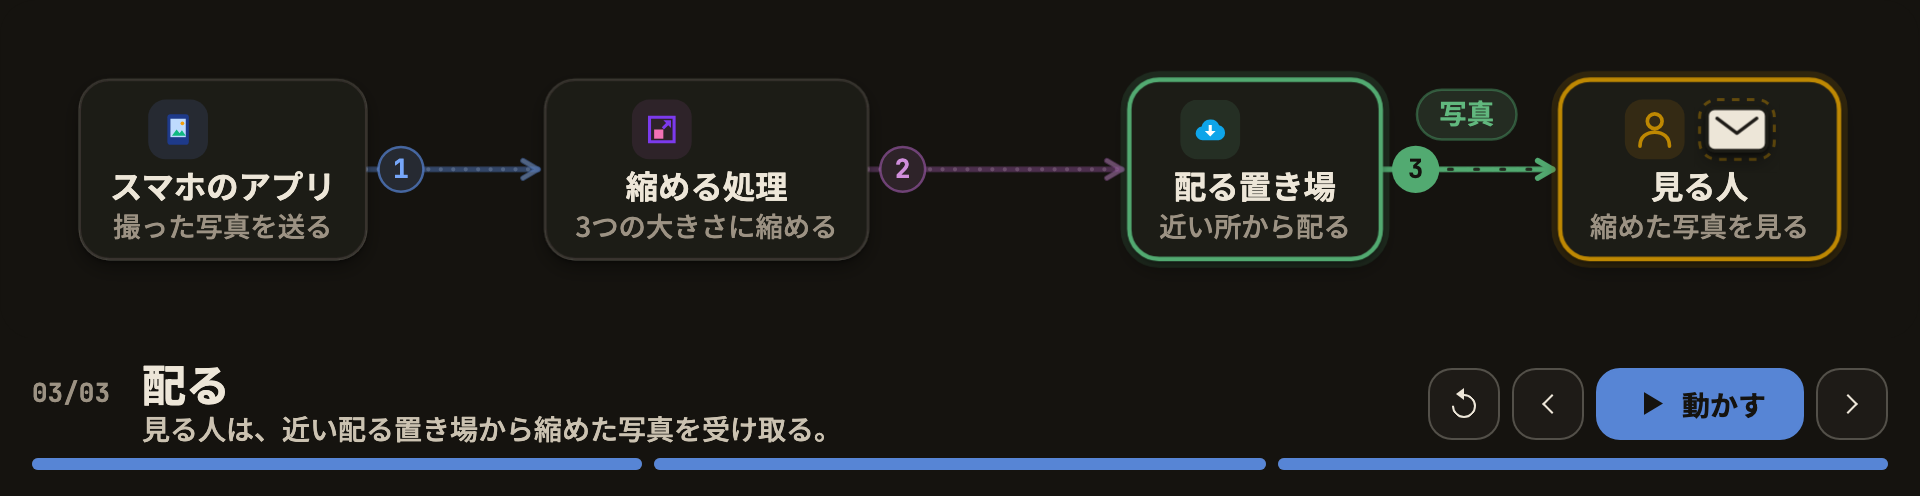 スマホのアプリ
撮った写真を送る
1
縮める処理
3つの大きさに縮める
2
配る置き場
近い所から配る
写真
3
見る人
縮めた写真を見る
03/03
配る
見る人は、近い配る置き場から縮めた写真を受け取る。
動かす